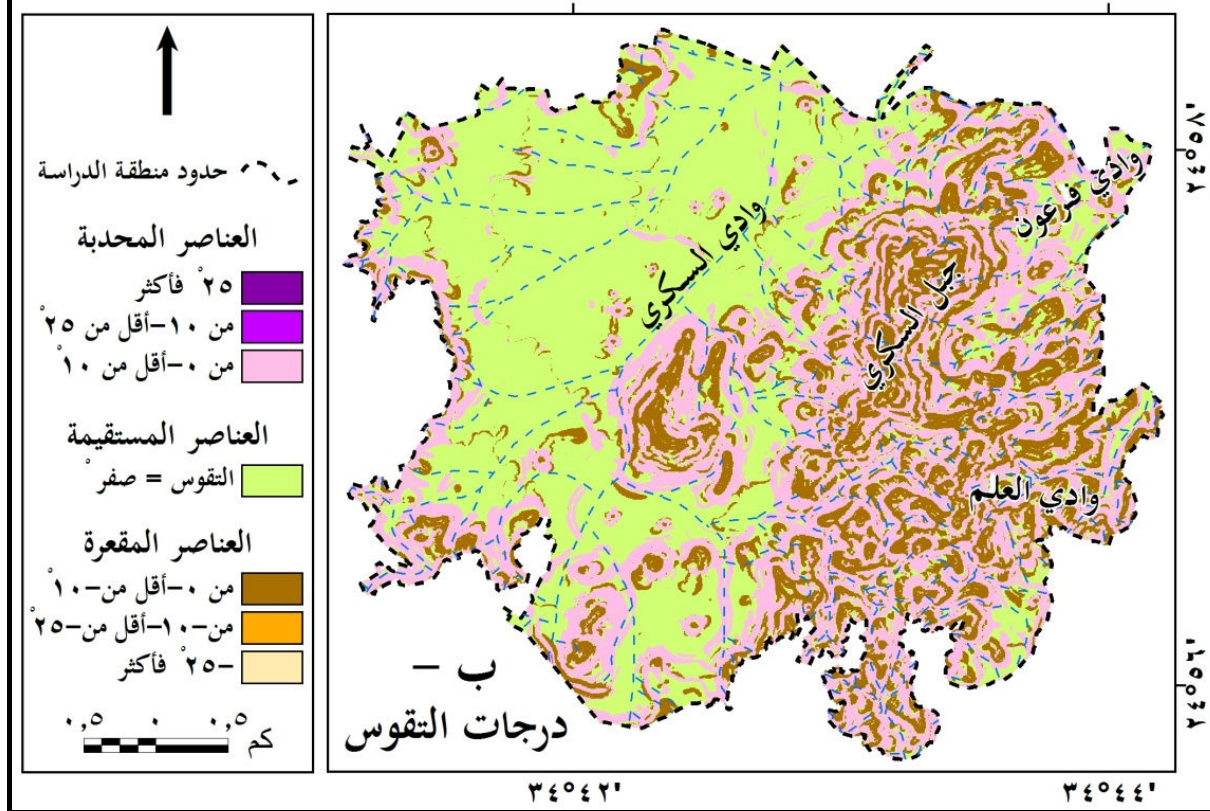 حدود منطقة الدراسة
العناصر المحدبة
٢٥ْ فأكثر
من ١٠-أقل من ٢٥ْ
من ٠-أقل من ١٠ْ
العناصر المستقيمة
التقوس = صفرْ
العناصر المقعرة
من ٠-أقل من-١٠ْ
من-١٠-أقل من-٢٥ْ
-٢٥ْ فأكثر
٠,٥ ٠ ٠,٥ كم
وادي فرعون
وادي السكري
جبل السكري
وادي العلم
ب -
درجات التقوس
٣٤°٤٢'
٣٤°٤٤'